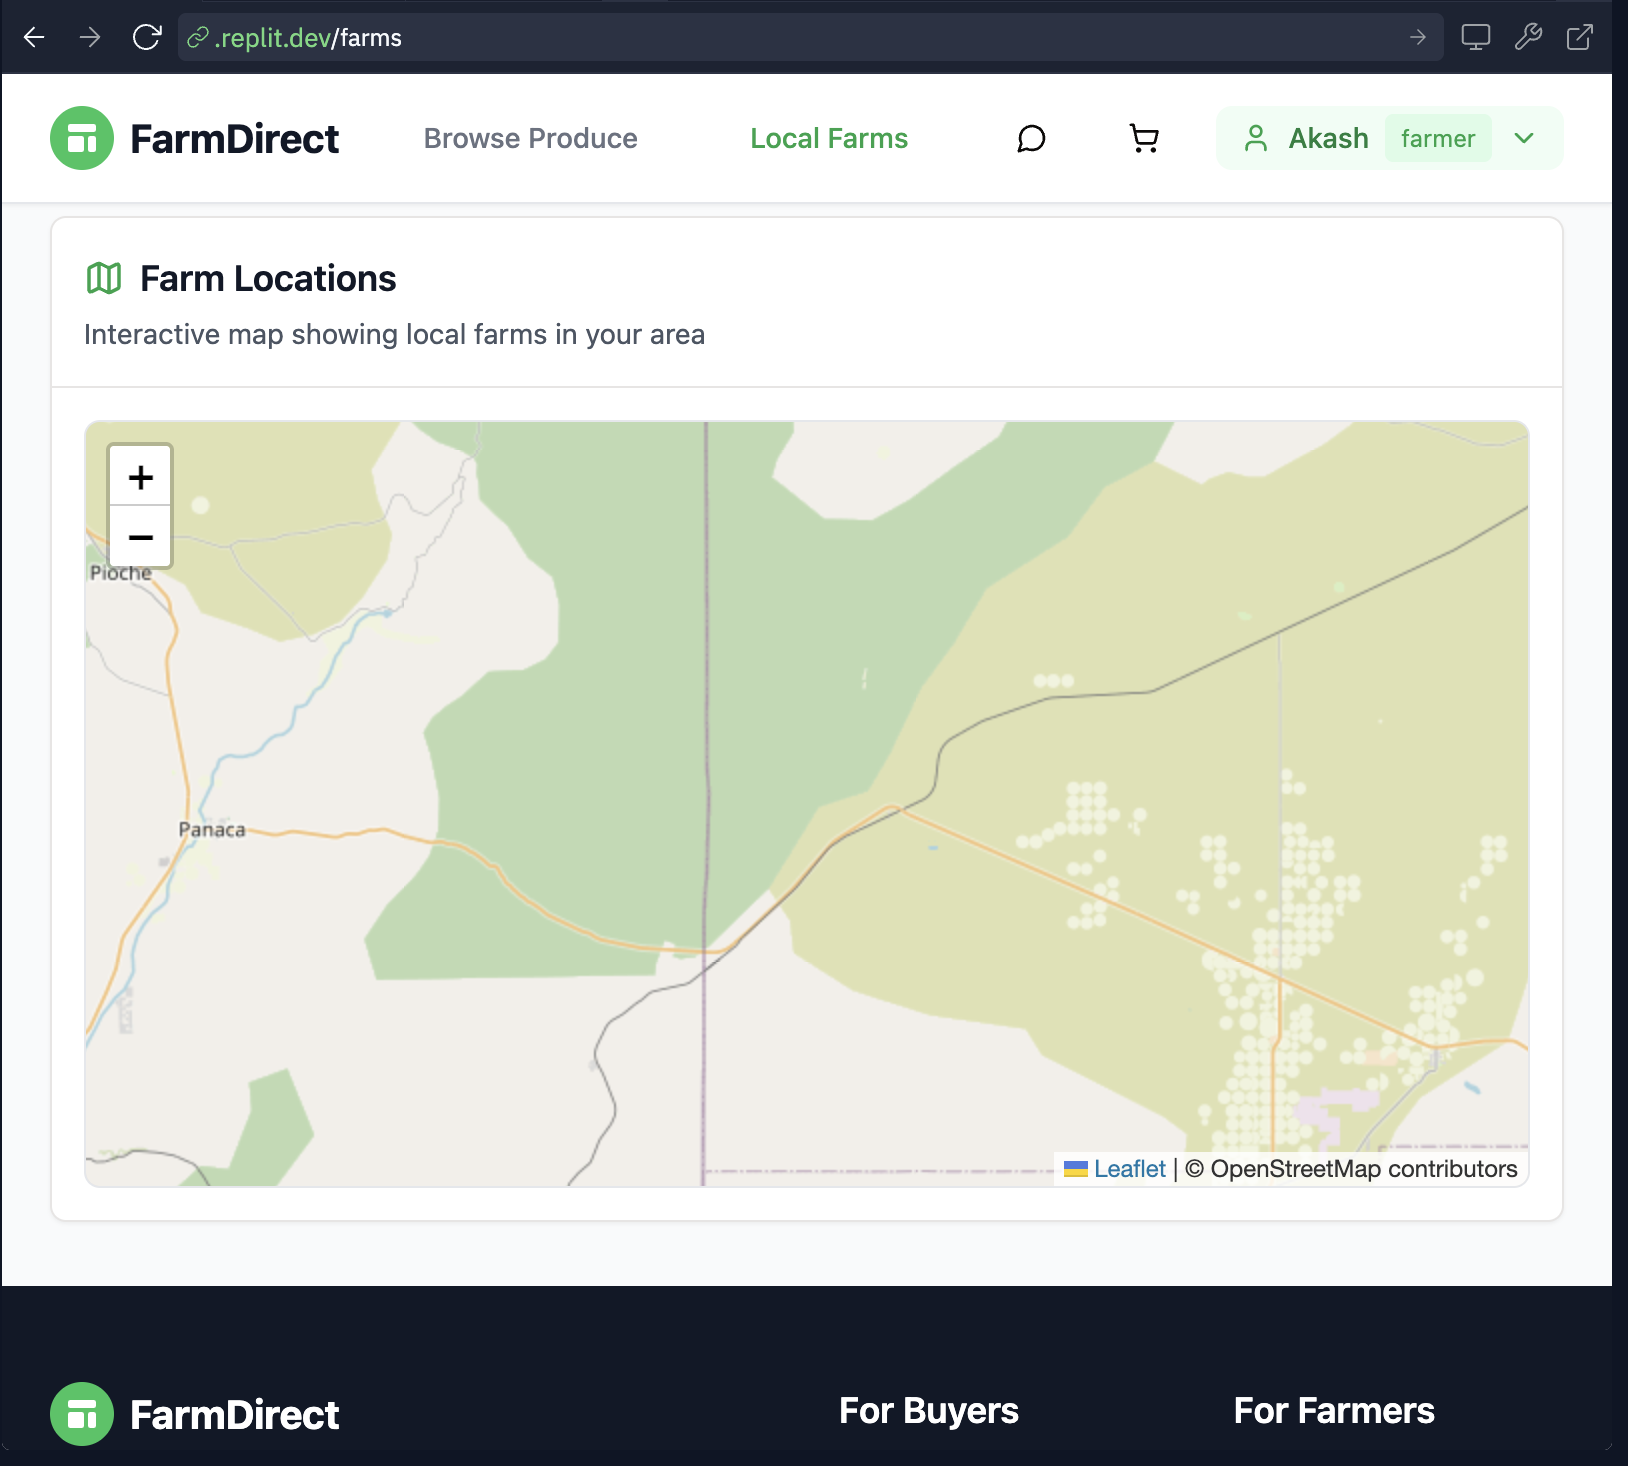 .replit.dev/farms
FarmDirect
Browse Produce
Local Farms
Akash
farmer
Farm Locations
Interactive map showing local farms in your area
+
−
Pioche
Panaca
Leaflet | © OpenStreetMap contributors
FarmDirect
For Buyers
For Farmers